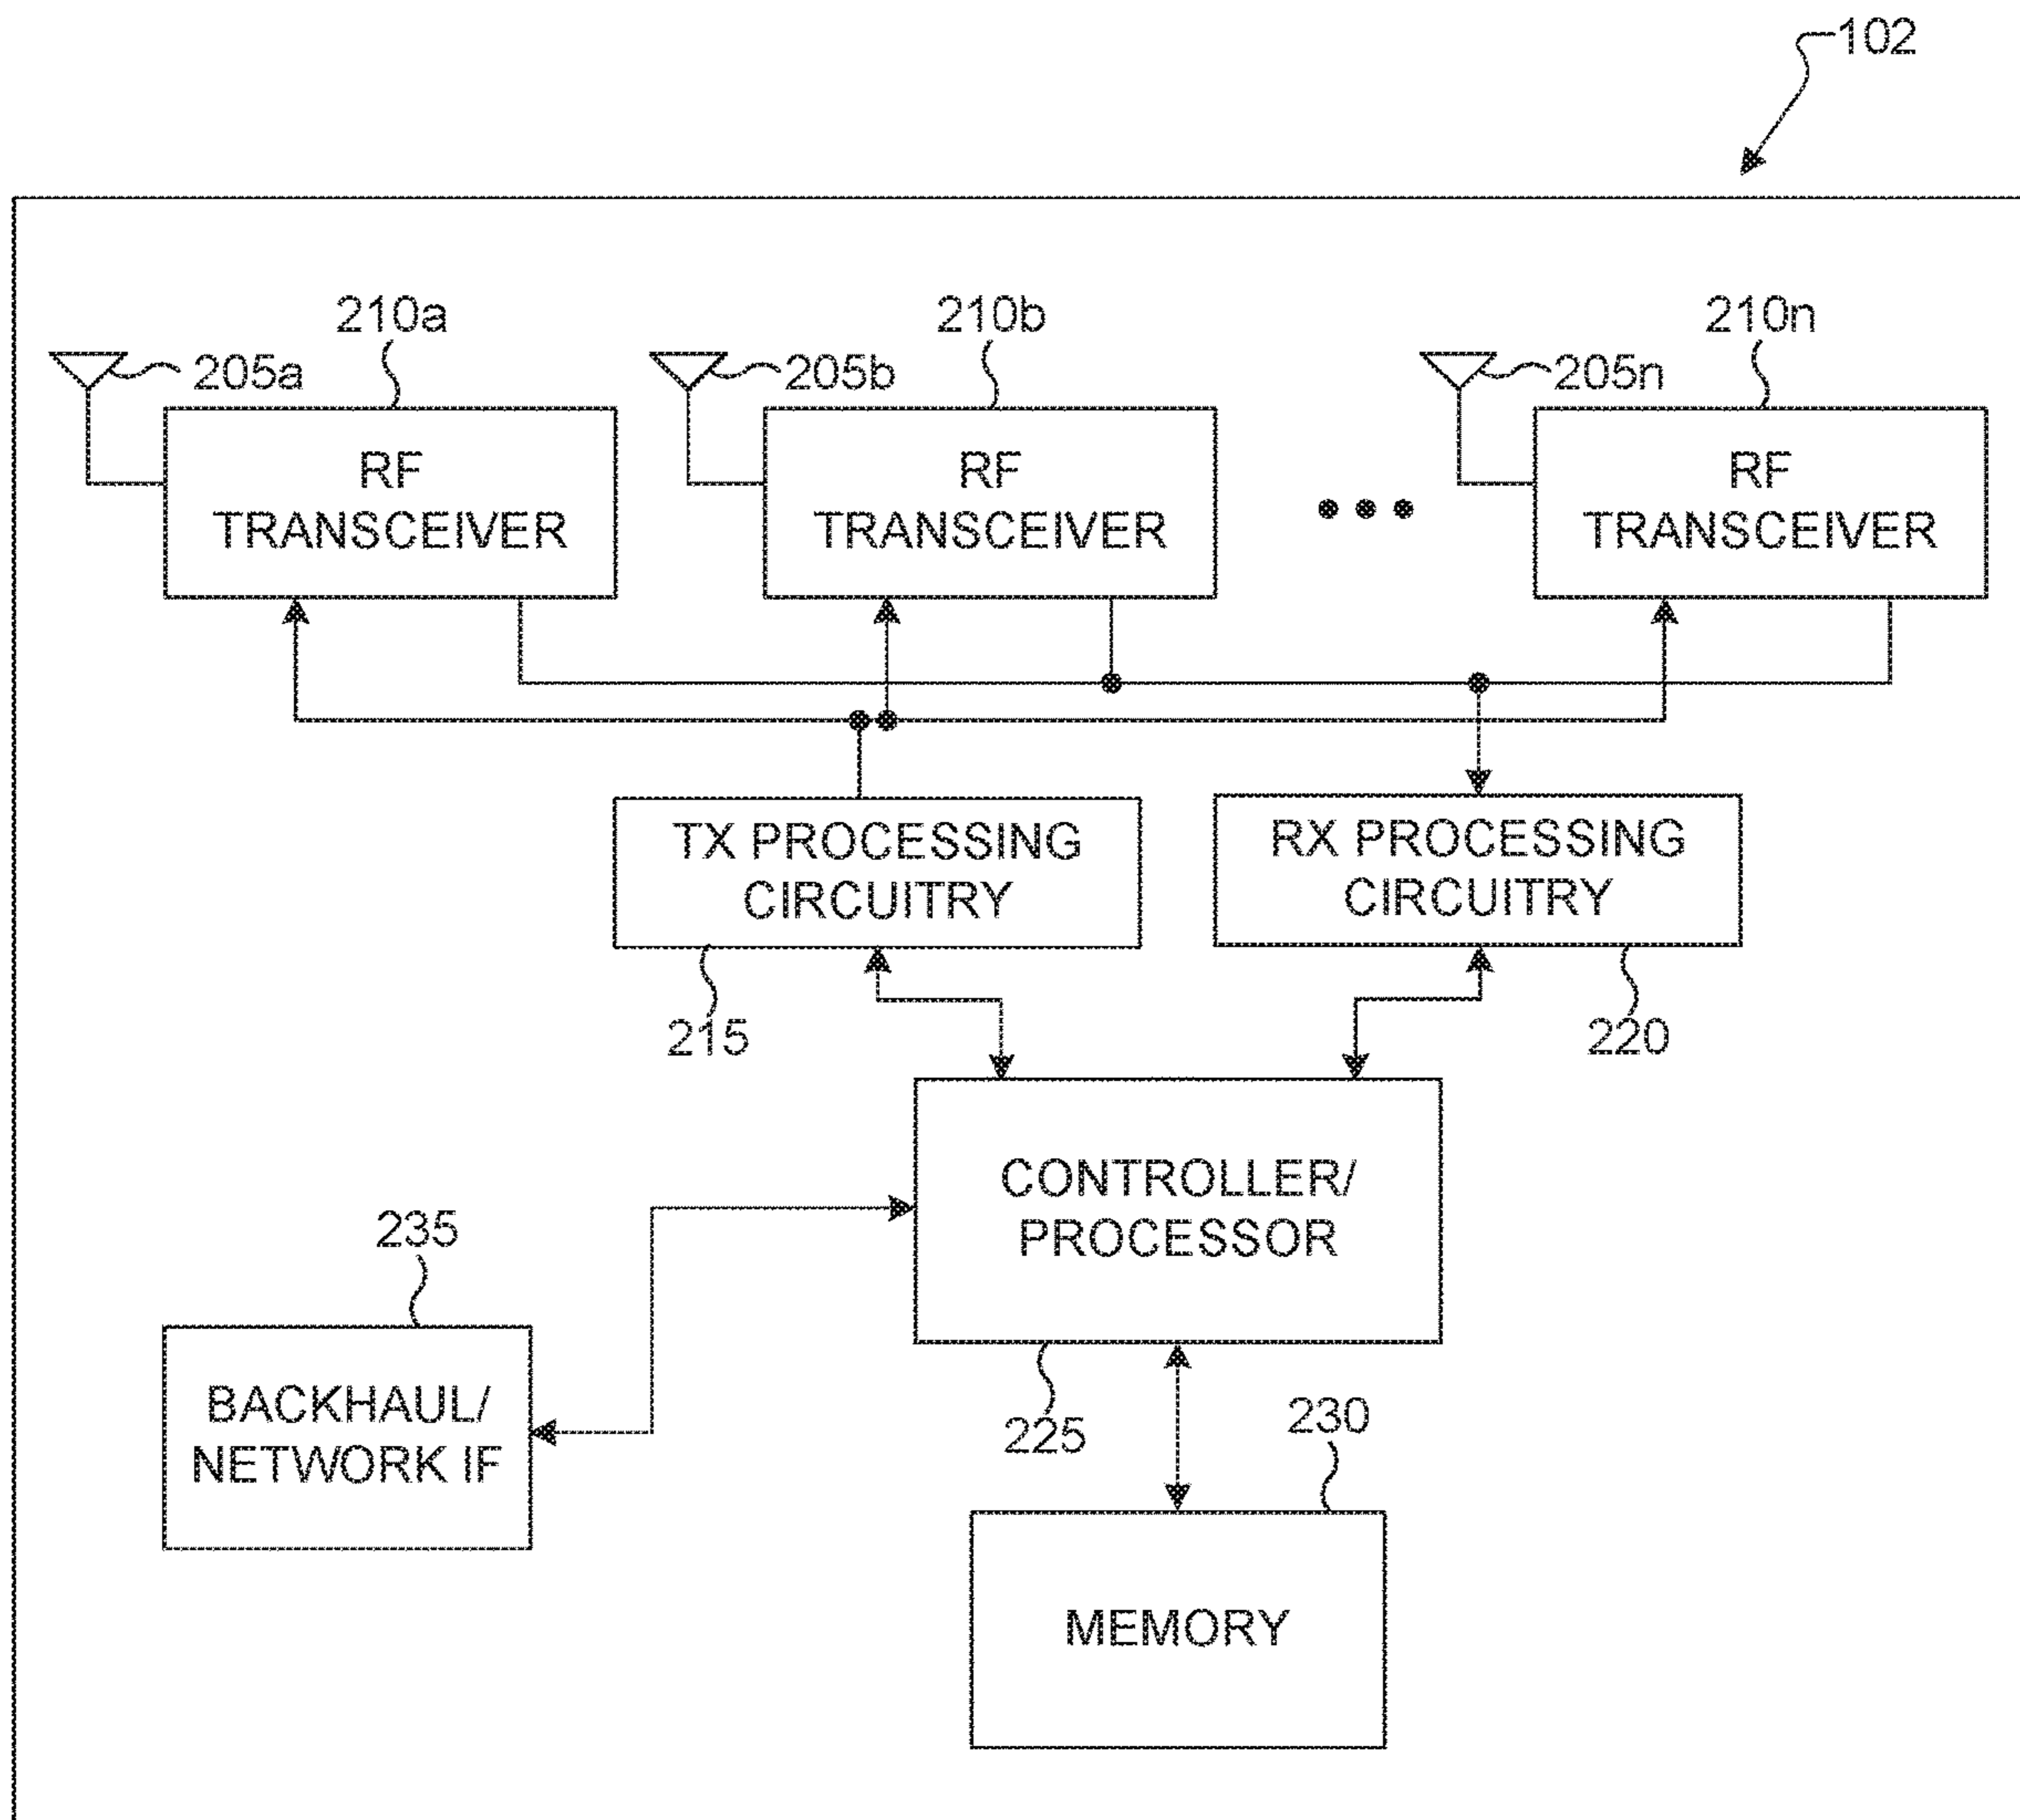 102
210a
210b
210n
205a
205b
205n
RF
TRANSCEIVER
RF
TRANSCEIVER
RF
TRANSCEIVER
TX PROCESSING
CIRCUITRY
RX PROCESSING
CIRCUITRY
215
220
CONTROLLER/
PROCESSOR
235
BACKHAUL/
NETWORK IF
225
230
MEMORY